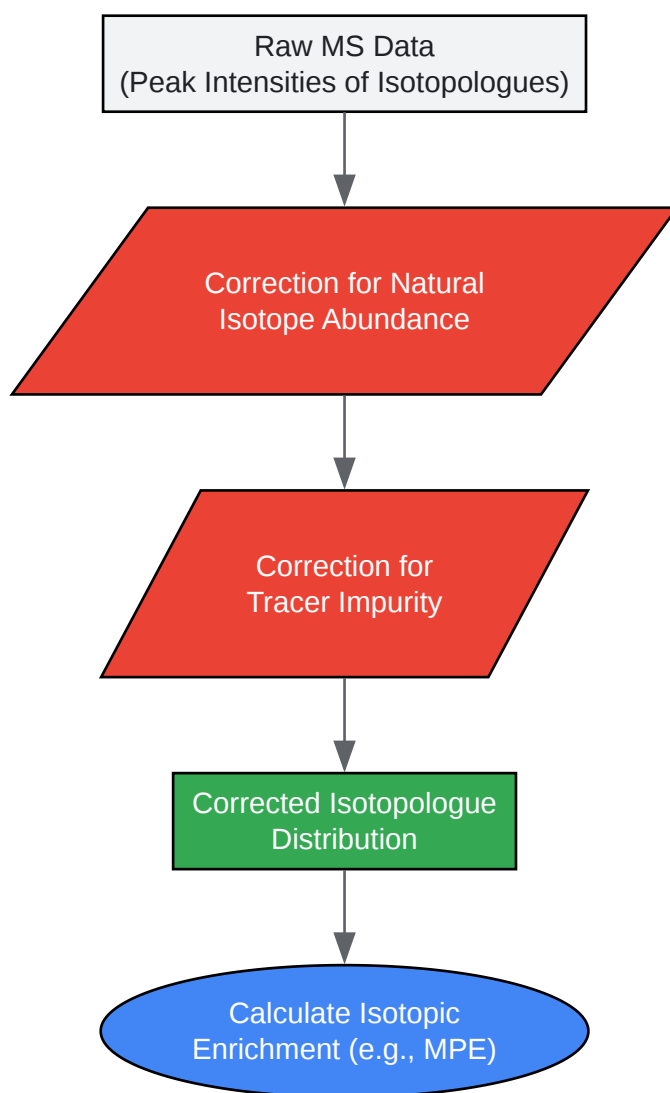 Raw MS Data
(Peak Intensities of Isotopologues)
Correction for Natural
Isotope Abundance
Correction for
Tracer Impurity
Corrected Isotopologue
Distribution
Calculate Isotopic
Enrichment (e.g., MPE)